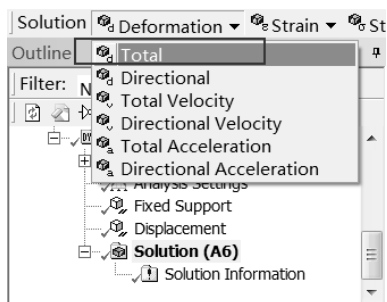 Solution Deformation Strain St
Outline Total
Filter: N Directional
Total Velocity
Directional Velocity
Total Acceleration
Directional Acceleration
Analysis Settings
Fixed Support
Displacement
Solution (A6)
Solution Information